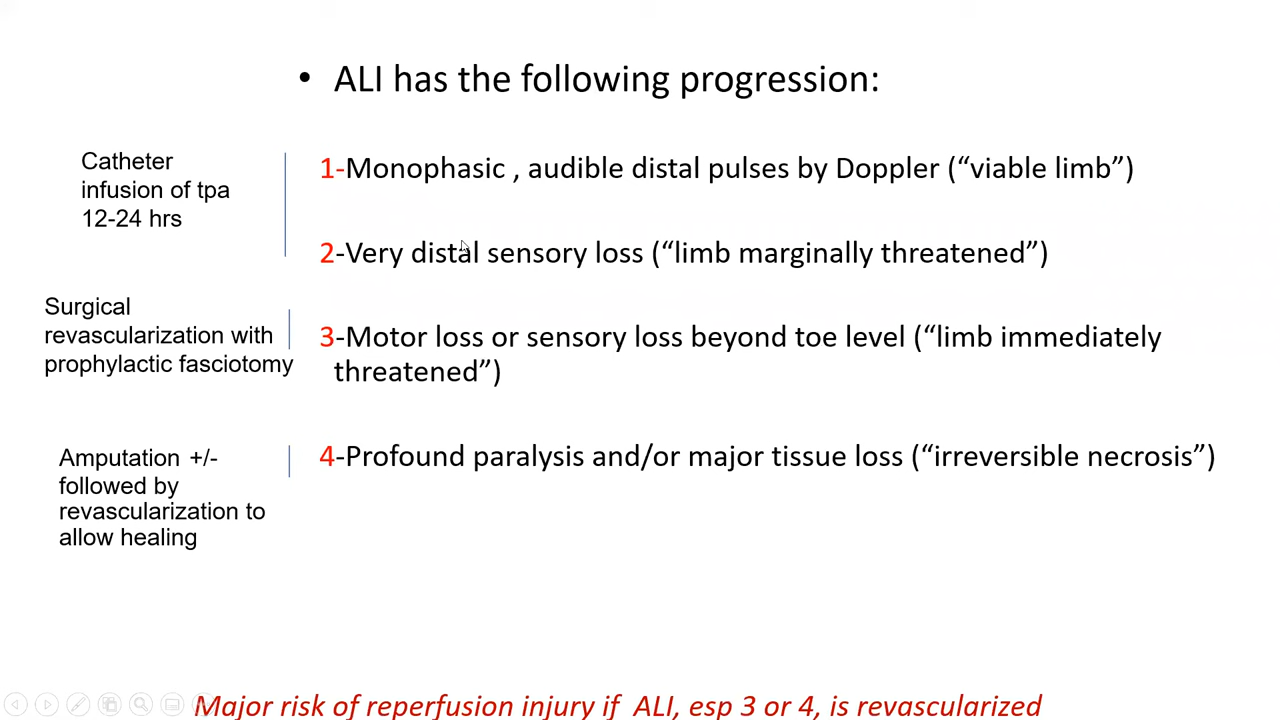 • ALI has the following progression:
Catheter
infusion of tpa
12-24 hrs
1-Monophasic , audible distal pulses by Doppler (“viable limb”)
2-Very distal sensory loss (“limb marginally threatened”)
Surgical
revascularization with
prophylactic fasciotomy
3-Motor loss or sensory loss beyond toe level (“limb immediately
threatened”)
Amputation +/-
followed by
revascularization to
allow healing
4-Profound paralysis and/or major tissue loss (“irreversible necrosis”)
Major risk of reperfusion injury if ALI, esp 3 or 4, is revascularized